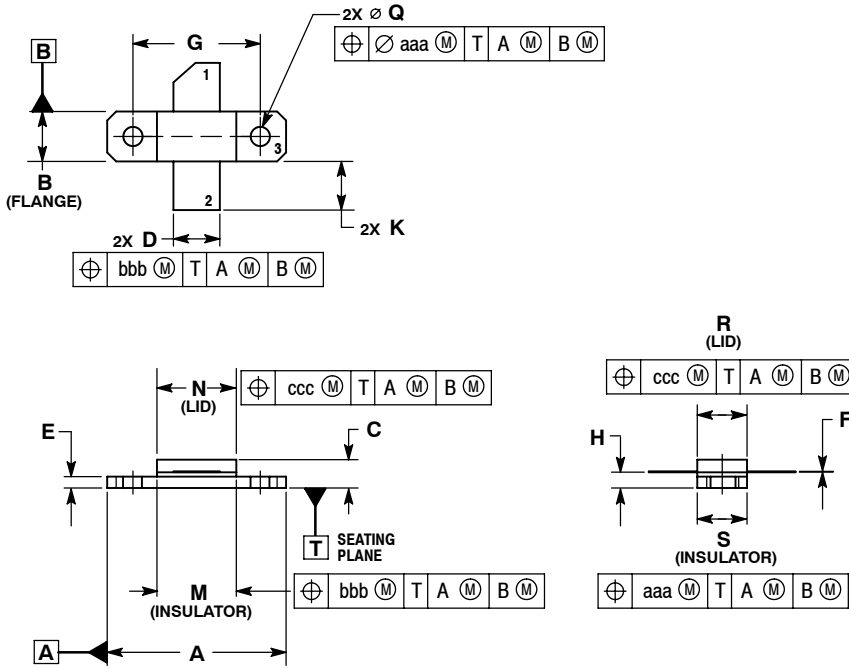 2X ⌀ Q
⌖ ⌀ aaa Ⓜ T A Ⓜ B Ⓜ
G
B
1
3
B
(FLANGE)
2
2X K
2X D
⌖ bbb Ⓜ T A Ⓜ B Ⓜ
R
(LID)
⌖ ccc Ⓜ T A Ⓜ B Ⓜ
N
(LID)
⌖ ccc Ⓜ T A Ⓜ B Ⓜ
E
C
H
F
T SEATING
PLANE
S
(INSULATOR)
M
(INSULATOR)
⌖ bbb Ⓜ T A Ⓜ B Ⓜ
⌖ aaa Ⓜ T A Ⓜ B Ⓜ
A
A